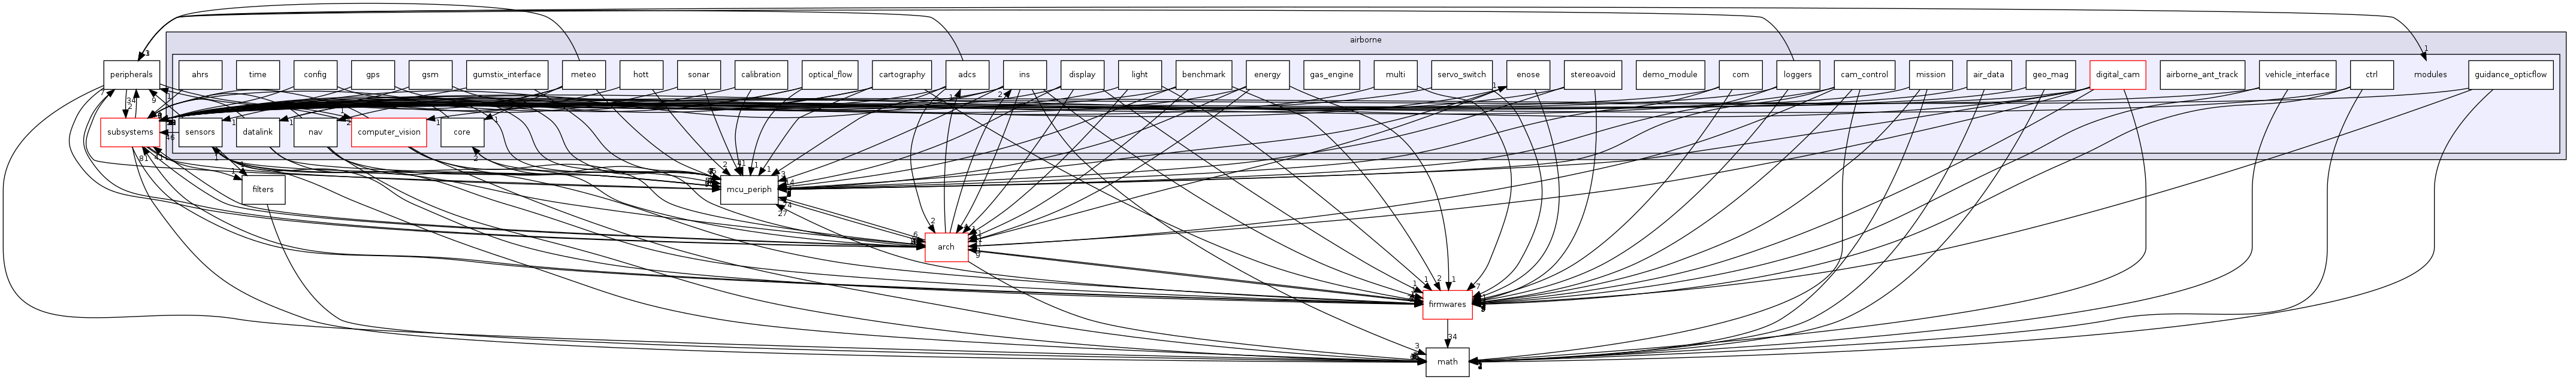 airborne
peripherals
ahrs
time
config
gps
gsm
gumstix_interface
meteo
hott
sonar
calibration
optical_flow
cartography
adcs
ins
display
light
benchmark
energy
gas_engine
multi
servo_switch
enose
stereoavoid
demo_module
com
loggers
cam_control
mission
air_data
geo_mag
digital_cam
airborne_ant_track
vehicle_interface
ctrl
modules
guidance_opticflow
subsystems
sensors
datalink
nav
computer_vision
core
filters
mcu_periph
arch
firmwares
34
math